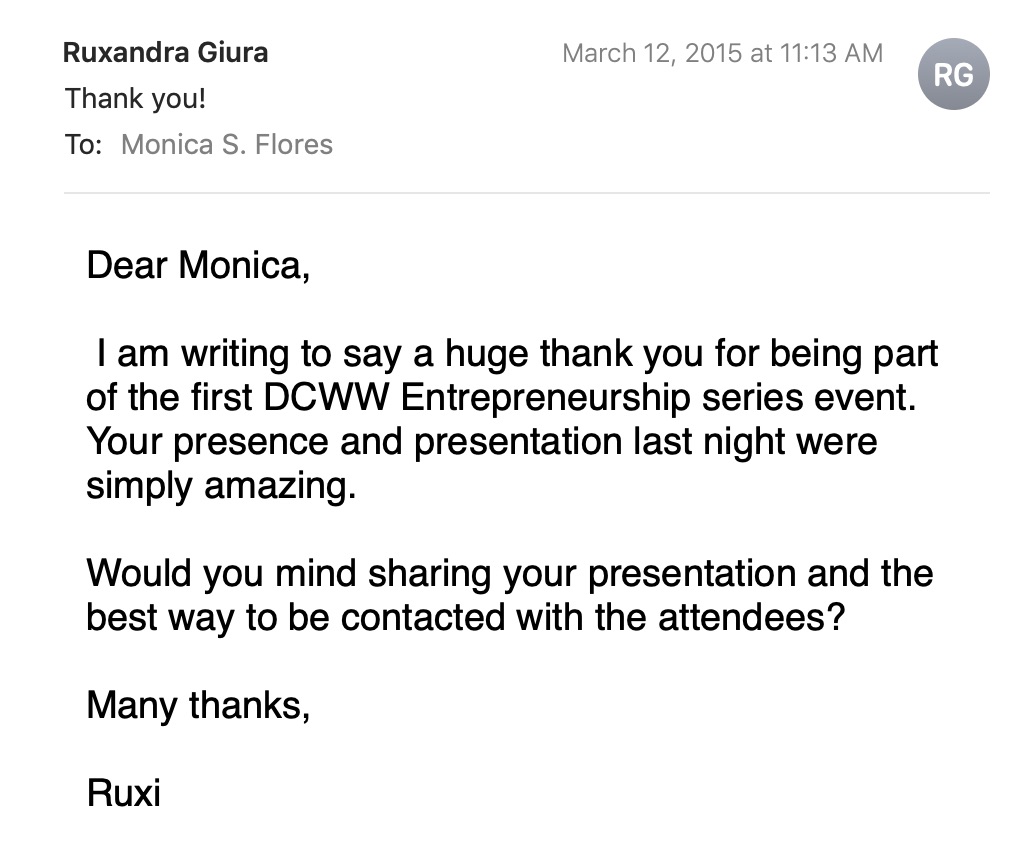 Ruxandra Giura
March 12, 2015 at 11:13 AM
RG
Thank you!
To: Monica S. Flores
Dear Monica,
I am writing to say a huge thank you for being part
of the first DCWW Entrepreneurship series event.
Your presence and presentation last night were
simply amazing.
Would you mind sharing your presentation and the
best way to be contacted with the attendees?
Many thanks,
Ruxi